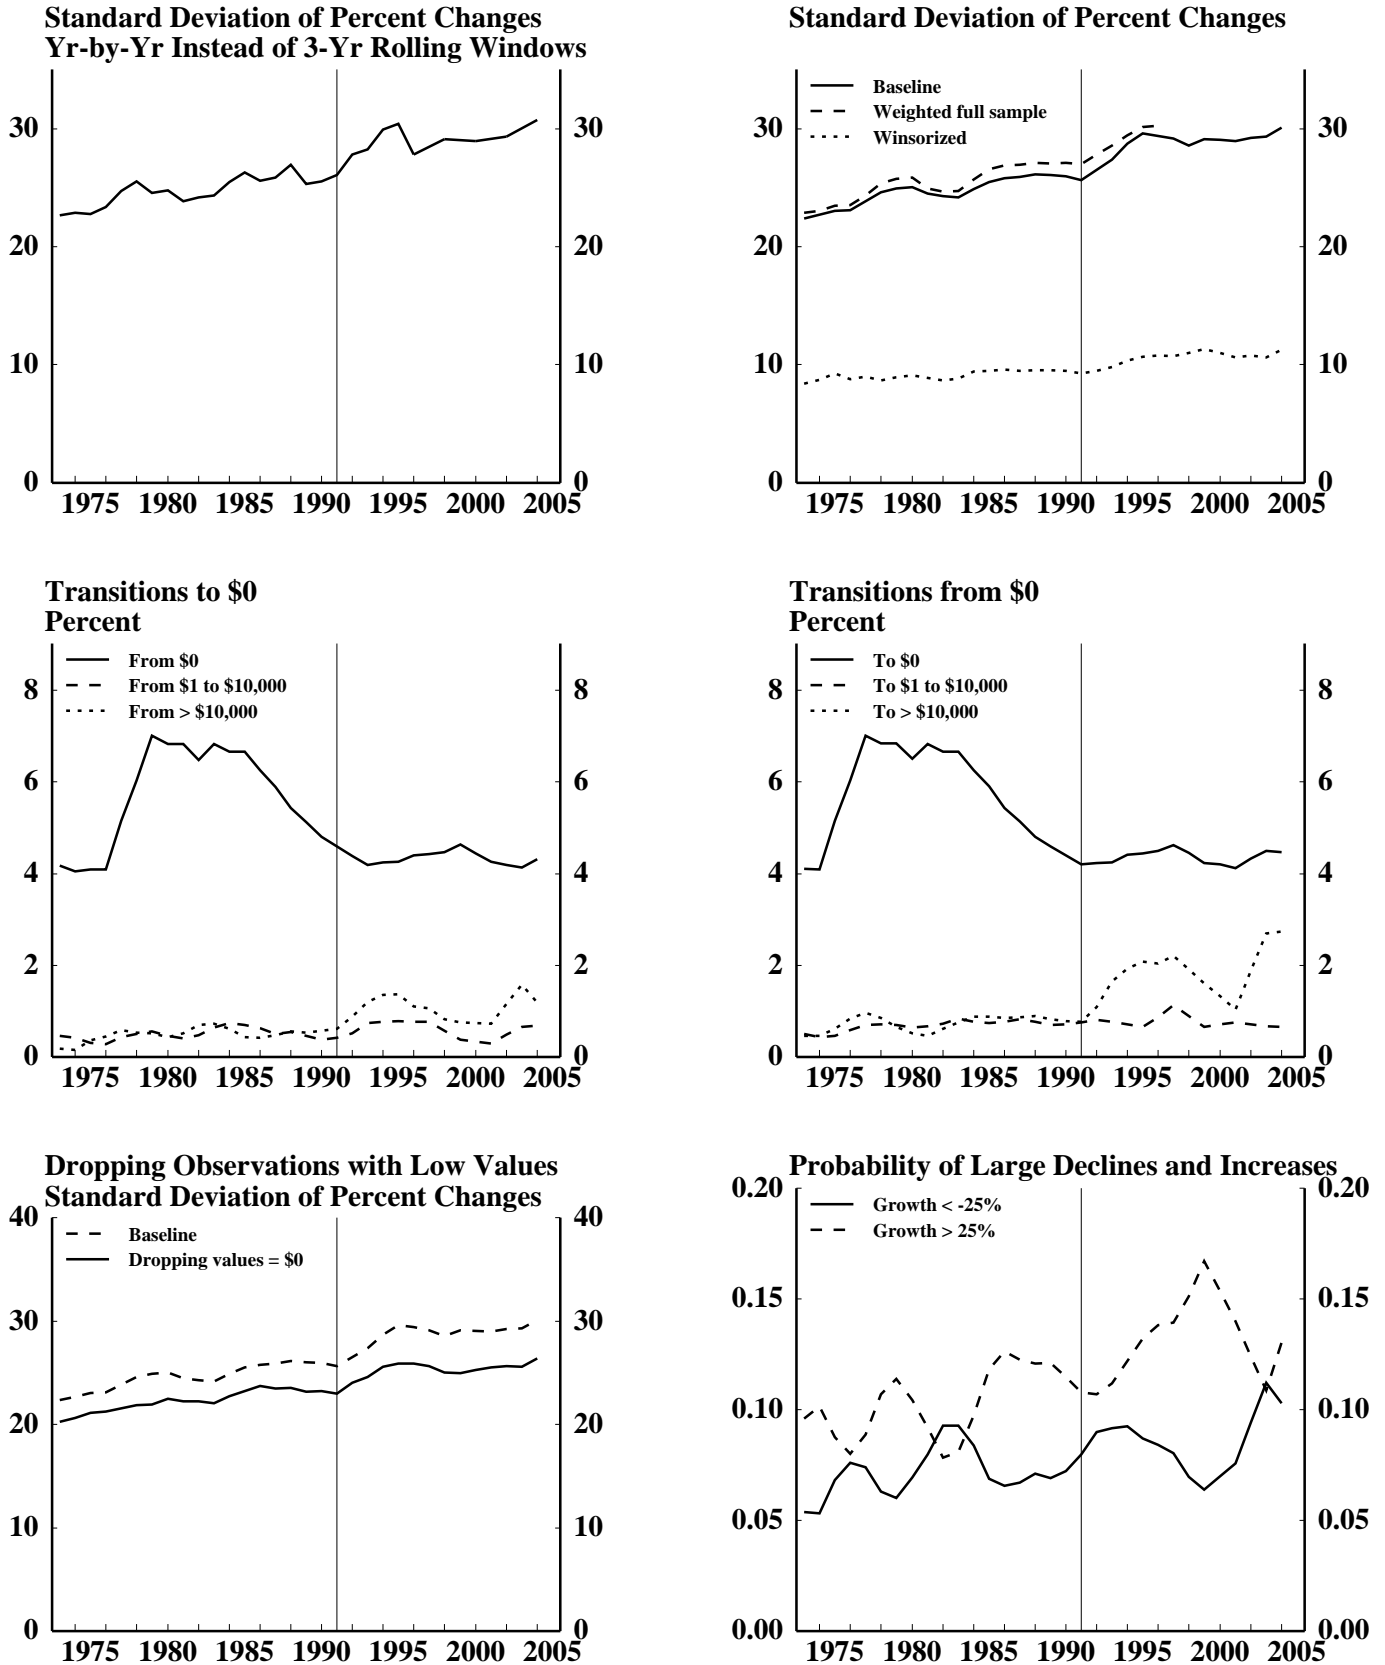 Standard Deviation of Percent Changes
Yr-by-Yr Instead of 3-Yr Rolling Windows
30 30
20 20
10 10
0 0
1975 1980 1985 1990 1995 2000 2005
Standard Deviation of Percent Changes
Baseline
Weighted full sample
Winsorized
30 30
20 20
10 10
0 0
1975 1980 1985 1990 1995 2000 2005
Transitions to $0
Percent
From $0
From $1 to $10,000
From > $10,000
8 8
6 6
4 4
2 2
0 0
1975 1980 1985 1990 1995 2000 2005
Transitions from $0
Percent
To $0
To $1 to $10,000
To > $10,000
8 8
6 6
4 4
2 2
0 0
1975 1980 1985 1990 1995 2000 2005
Dropping Observations with Low Values
Standard Deviation of Percent Changes
40 40
Baseline
Dropping values = $0
30 30
20 20
10 10
0 0
1975 1980 1985 1990 1995 2000 2005
Probability of Large Declines and Increases
0.20 0.20
Growth < -25%
Growth > 25%
0.15 0.15
0.10 0.10
0.05 0.05
0.00 0.00
1975 1980 1985 1990 1995 2000 2005